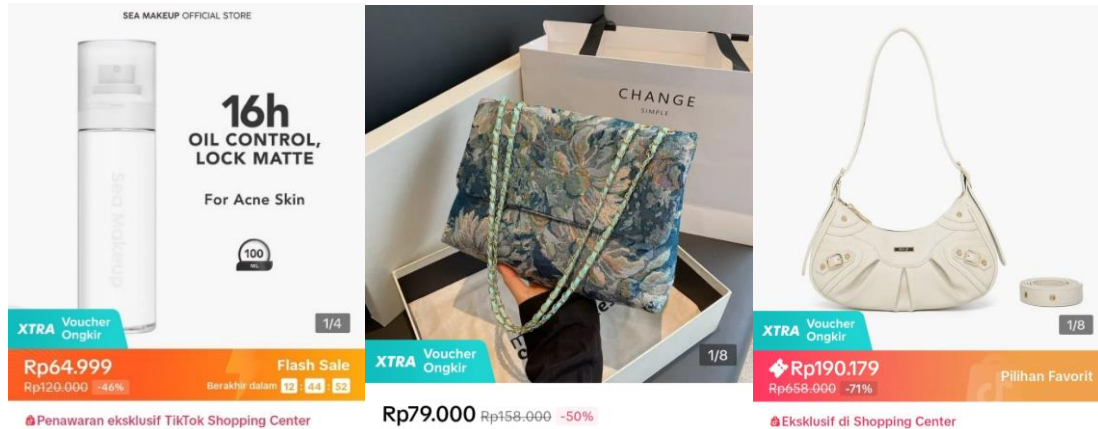 SEA MAKEUP OFFICIAL STORE
16h
OIL CONTROL,
LOCK MATTE
For Acne Skin
100
ML
Sea Makeup
XTRA Voucher
Ongkir
1/4
Rp64.999
Flash Sale
Rp120.000 -46%
Berakhir dalam 12 : 44 : 52
Penawaran eksklusif TikTok Shopping Center
CHANGE
SIMPLE
XTRA Voucher
Ongkir
1/8
Rp79.000 Rp158.000 -50%
XTRA Voucher
Ongkir
1/8
Rp190.179
Rp658.000 -71%
Pilihan Favorit
Eksklusif di Shopping Center